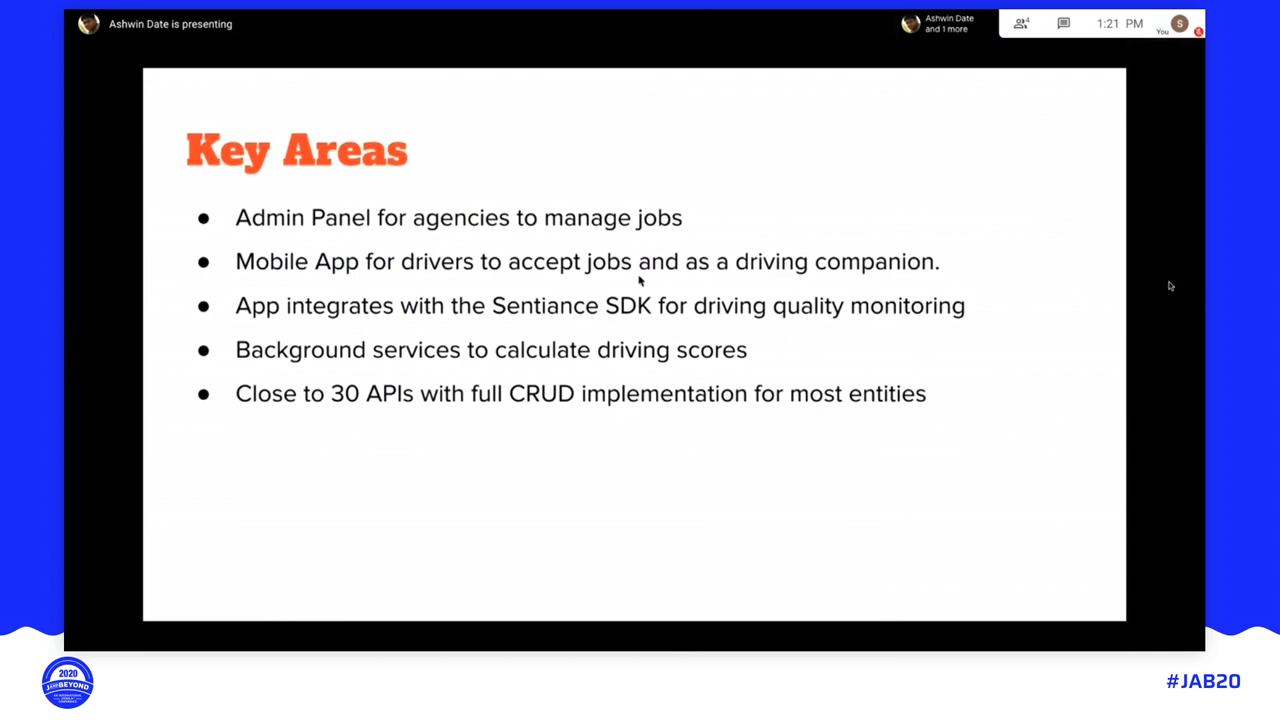 Ashwin Date is presenting
Ashwin Date
and 1 more
4
1:21 PM
You
S
Key Areas
● Admin Panel for agencies to manage jobs
● Mobile App for drivers to accept jobs and as a driving companion.
● App integrates with the Sentiance SDK for driving quality monitoring
● Background services to calculate driving scores
● Close to 30 APIs with full CRUD implementation for most entities
2020
JANDBEYOND
#JAB20